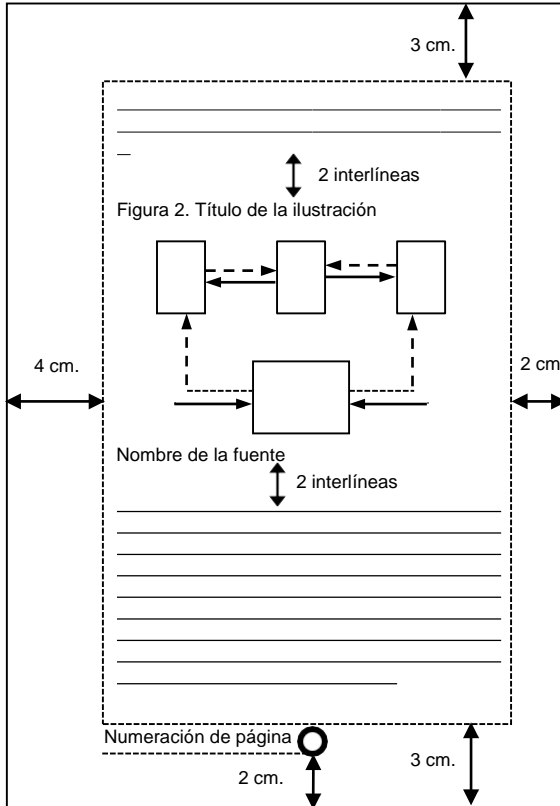 3 cm.
2 interlíneas
Figura 2. Título de la ilustración
4 cm.
2 cm
Nombre de la fuente
2 interlíneas
Numeración de página
2 cm.
3 cm.